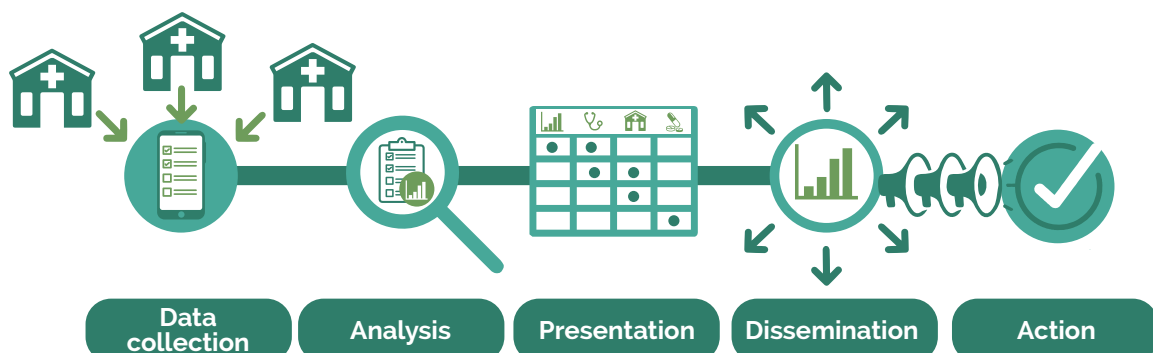 Data
collection
Analysis
Presentation
Dissemination
Action